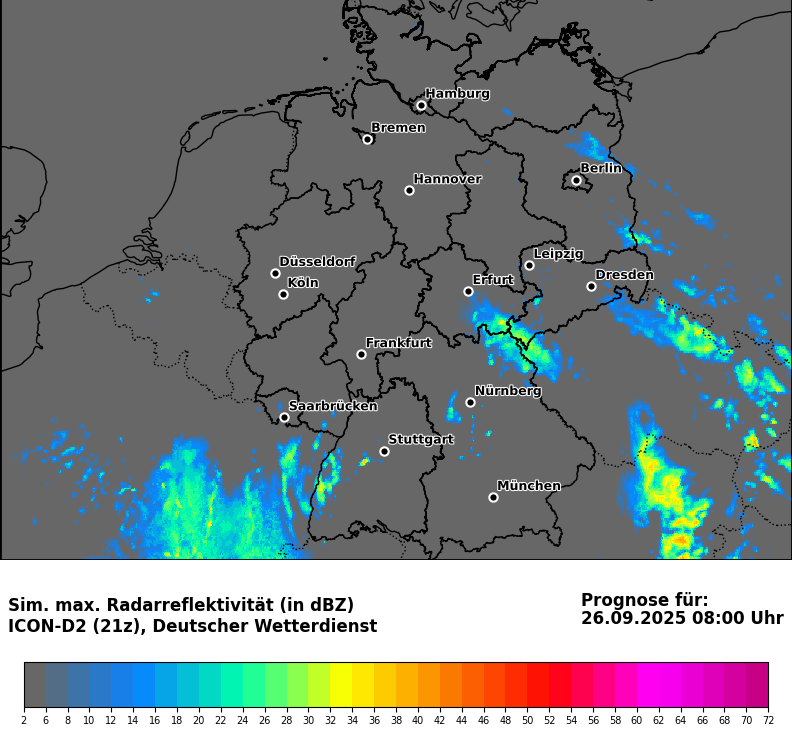 Hamburg
Bremen
Berlin
Hannover
Leipzig
Düsseldorf
Dresden
Erfurt
Köln
Frankfurt
Nürnberg
Saarbrücken
Stuttgart
München
Sim. max. Radarreflektivität (in dBZ)
ICON-D2 (21z), Deutscher Wetterdienst
Prognose für:
26.09.2025 08:00 Uhr
2 6 8 10 12 14 16 18 20 22 24 26 28 30 32 34 36 38 40 42 44 46 48 50 52 54 56 58 60 62 64 66 68 70 72